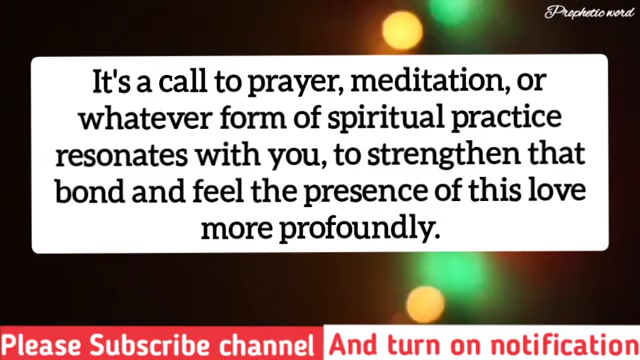 Prophetic word
It's a call to prayer, meditation, or
whatever form of spiritual practice
resonates with you, to strengthen that
bond and feel the presence of this love
more profoundly.
Please Subscribe channel And turn on notification